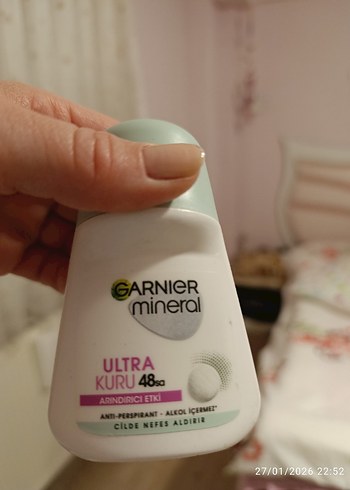 GARNIER
mineral
ULTRA
KURU 48sa
ARINDIRICI ETKİ
ANTI-PERSPIRANT - ALKOL İÇERMEZ*
CİLDE NEFES ALDIRIR
27/01/2026 22:52